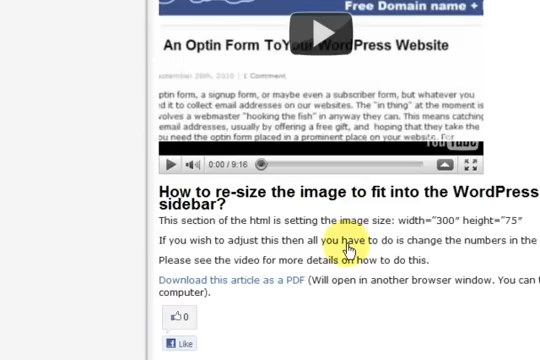 Free Domain name +
An Optin Form To Your WordPress Website
september 28th, 2010 | 1 Comment
ptin form, a signup form, or maybe even a subscriber form, but whatever you
d it to collect email addresses on our websites. The "in thing" at the moment is
volves a webmaster "hooking the fish" in anyway they can. This means catching
email addresses, usually by offering a free gift, and hoping that they take the
ou need the optin form placed in a prominent place on your website. For
YouTube
0:00 / 9:16
How to re-size the image to fit into the WordPress
sidebar?
This section of the html is setting the image size: width="300" height="75"
If you wish to adjust this then all you have to do is change the numbers in the
Please see the video for more details on how to do this.
Download this article as a PDF (Will open in another browser window. You can
computer).
0
Like